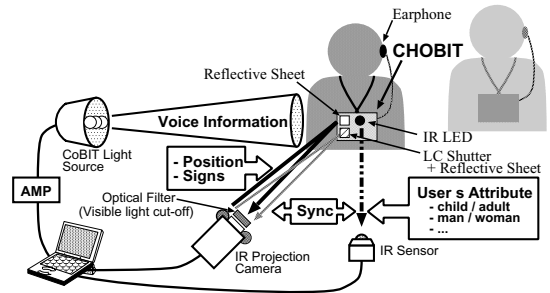 Earphone
CHOBIT
Reflective Sheet
Voice Information
CoBIT Light
Source
IR LED
LC Shutter
+ Reflective Sheet
- Position
- Signs
AMP
Optical Filter
(Visible light cut-off)
Sync
User s Attribute
- child / adult
- man / woman
- ...
IR Projection
Camera
IR Sensor